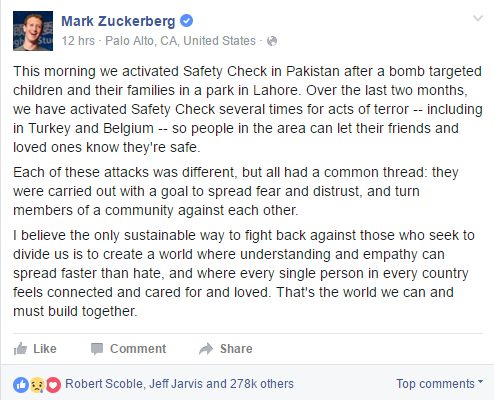 Mark Zuckerberg
12 hrs · Palo Alto, CA, United States ·
This morning we activated Safety Check in Pakistan after a bomb targeted
children and their families in a park in Lahore. Over the last two months,
we have activated Safety Check several times for acts of terror -- including
in Turkey and Belgium -- so people in the area can let their friends and
loved ones know they're safe.
Each of these attacks was different, but all had a common thread: they
were carried out with a goal to spread fear and distrust, and turn
members of a community against each other.
I believe the only sustainable way to fight back against those who seek to
divide us is to create a world where understanding and empathy can
spread faster than hate, and where every single person in every country
feels connected and cared for and loved. That's the world we can and
must build together.
Like Comment Share
Robert Scoble, Jeff Jarvis and 278k others Top comments